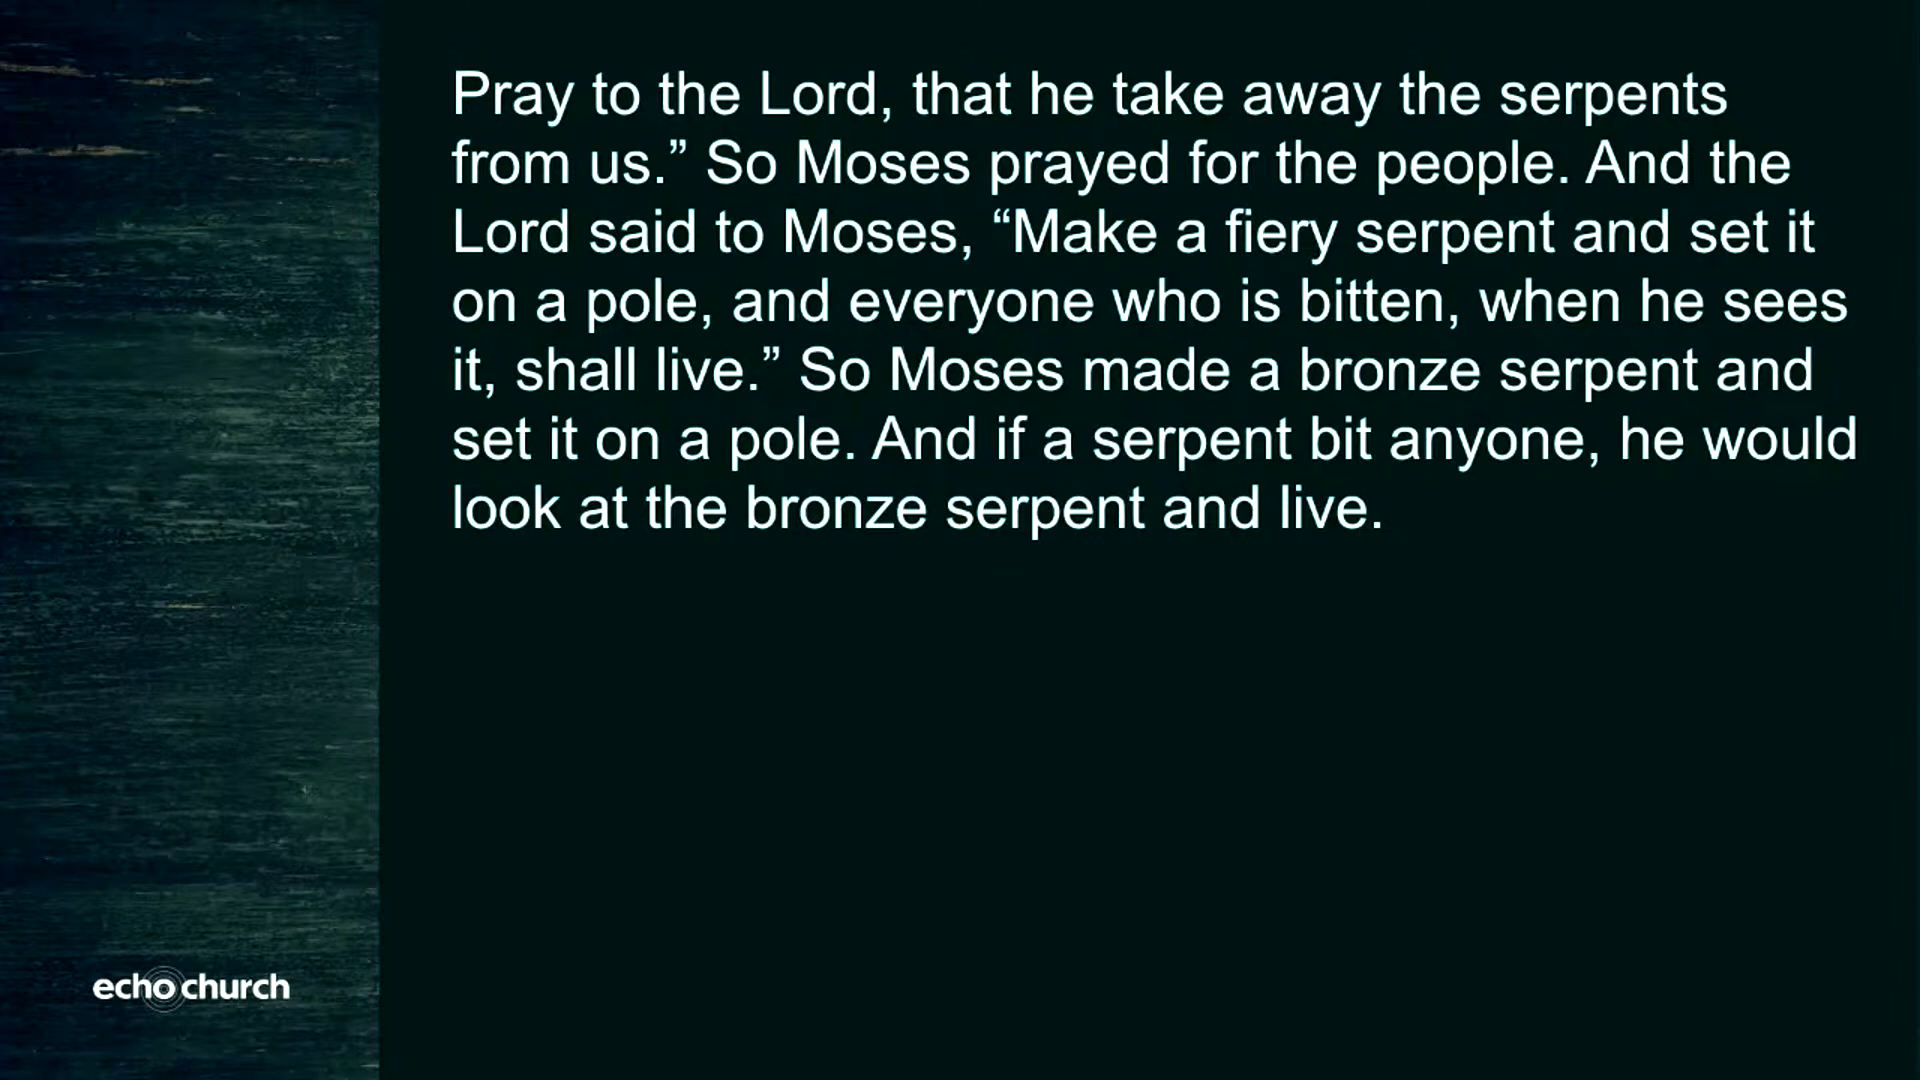 Pray to the Lord, that he take away the serpents
from us.” So Moses prayed for the people. And the
Lord said to Moses, “Make a fiery serpent and set it
on a pole, and everyone who is bitten, when he sees
it, shall live.” So Moses made a bronze serpent and
set it on a pole. And if a serpent bit anyone, he would
look at the bronze serpent and live.
echo church